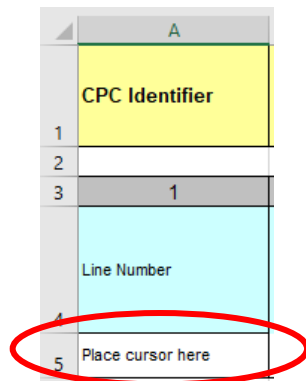 A
CPC Identifier
1
2
3 1
Line Number
4
5 Place cursor here